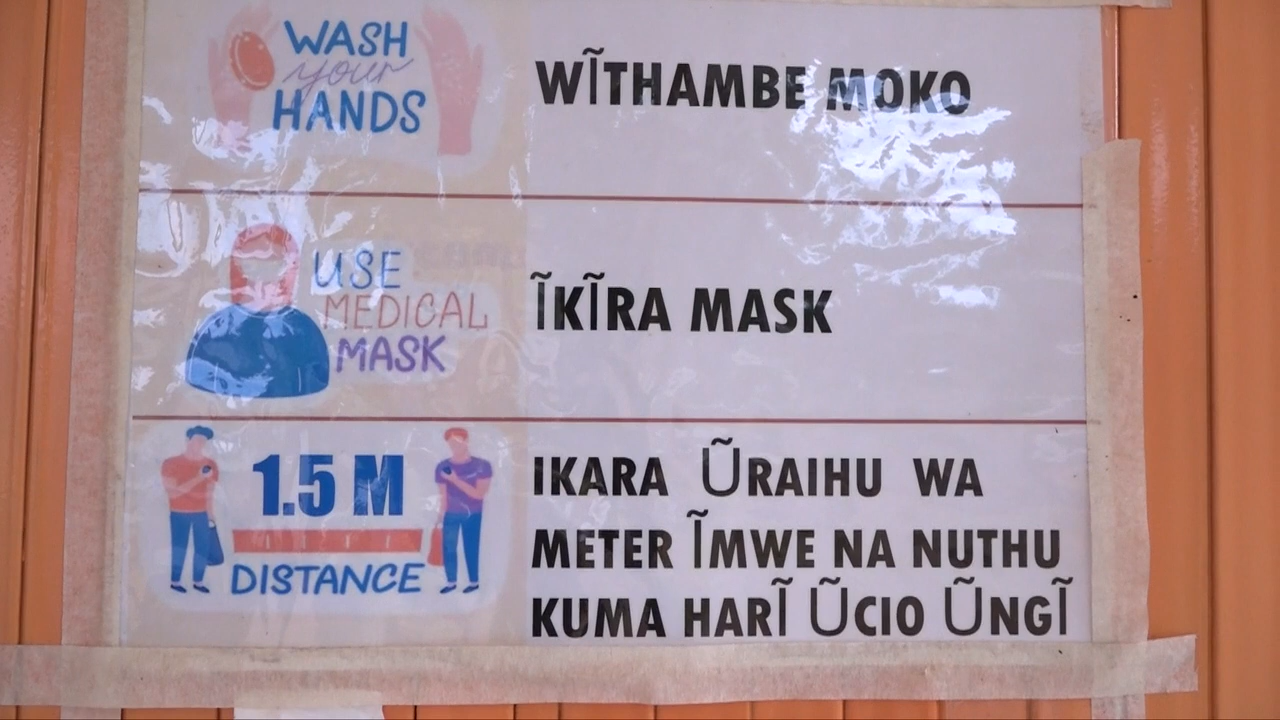 WASH
your
HANDS
WĨTHAMBE MOKO
USE
MEDICAL
MASK
ĨKĨRA MASK
1.5 M
DISTANCE
IKARA ŨRAIHU WA
METER ĨMWE NA NUTHU
KUMA HARĨ ŨCIO ŨNGĨ